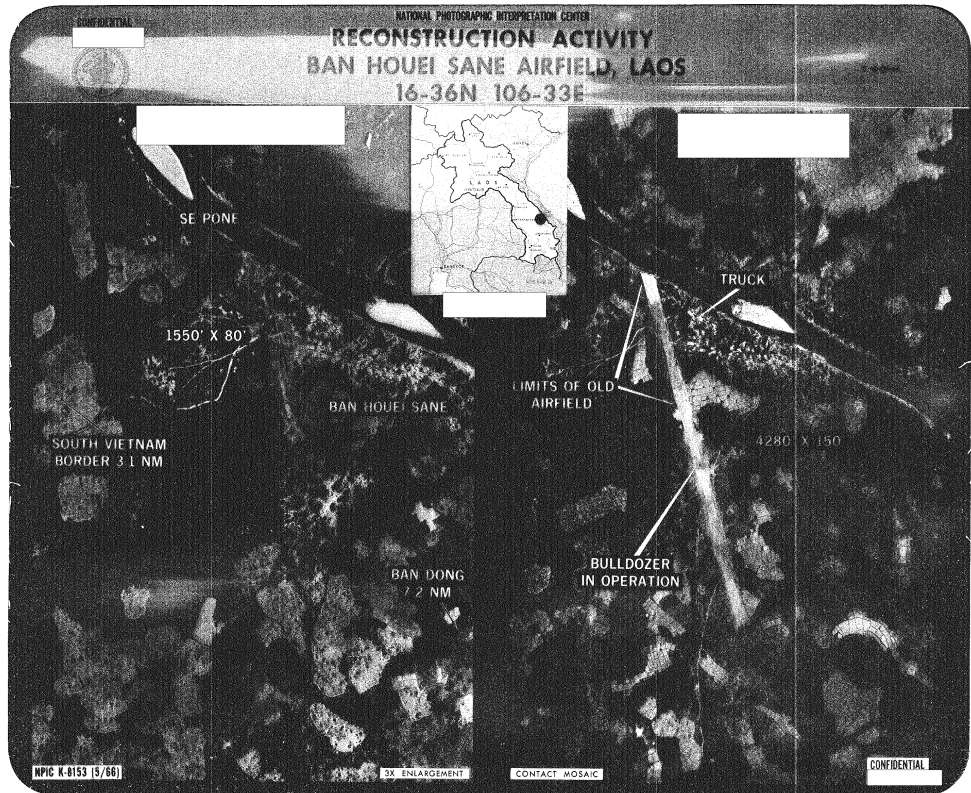 CONFIDENTIAL
NATIONAL PHOTOGRAPHIC INTERPRETATION CENTER
RECONSTRUCTION ACTIVITY
BAN HOUEI SANE AIRFIELD, LAOS
16-36N 106-33E
LAOS
SE PONE
1550' X 80'
BAN HOUEI SANE
SOUTH VIETNAM
BORDER 3.1 NM
BAN DONG
7.2 NM
TRUCK
LIMITS OF OLD
AIRFIELD
4280' X 150'
BULLDOZER
IN OPERATION
NPIC K-8153 (5/66)
3X ENLARGEMENT
CONTACT MOSAIC
CONFIDENTIAL